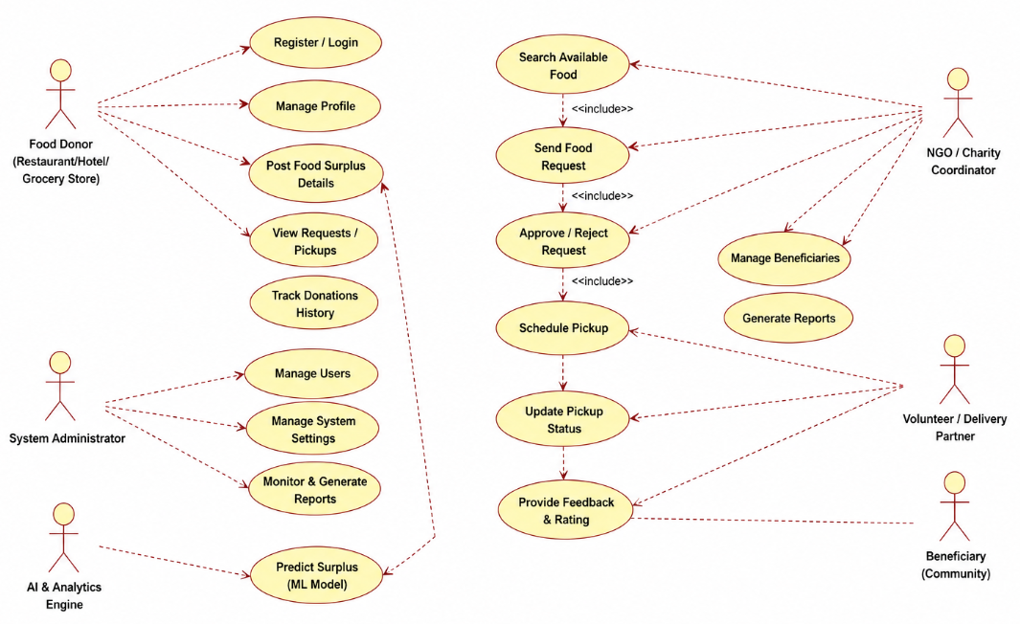 Register / Login
Manage Profile
Post Food Surplus
Details
View Requests /
Pickups
Track Donations
History
Food Donor
(Restaurant/Hotel/
Grocery Store)
Manage Users
Manage System
Settings
Monitor & Generate
Reports
System Administrator
Predict Surplus
(ML Model)
AI & Analytics
Engine
Search Available
Food
<<include>>
Send Food
Request
<<include>>
Approve / Reject
Request
<<include>>
Schedule Pickup
Update Pickup
Status
Provide Feedback
& Rating
NGO / Charity
Coordinator
Manage Beneficiaries
Generate Reports
Volunteer / Delivery
Partner
Beneficiary
(Community)